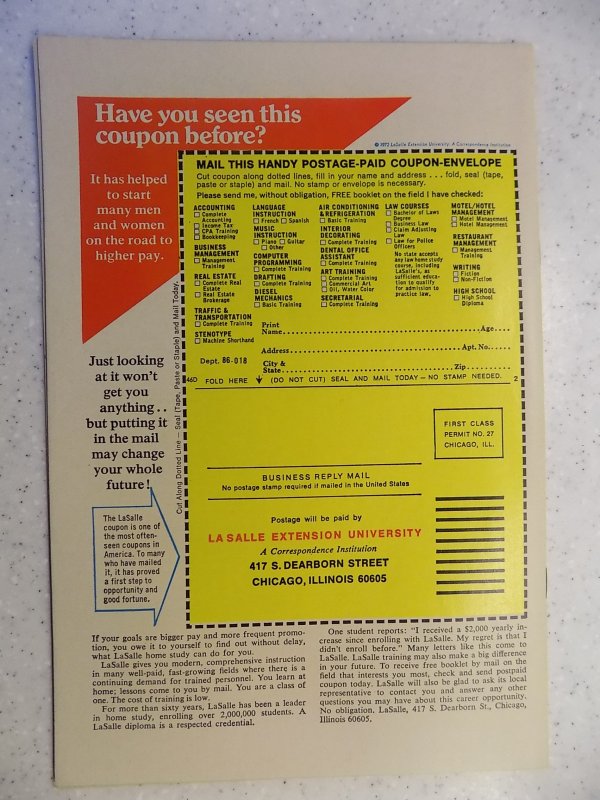 Have you seen this
coupon before?
© 1972 LaSalle Extension University: A Correspondence Institution
It has helped
to start
many men
and women
on the road to
higher pay.
MAIL THIS HANDY POSTAGE-PAID COUPON-ENVELOPE
Cut coupon along dotted lines, fill in your name and address . . . fold, seal (tape,
paste or staple) and mail. No stamp or envelope is necessary.
Please send me, without obligation, FREE booklet on the field I have checked:
ACCOUNTING
Complete
Accounting
Income Tax
CPA Training
Bookkeeping
BUSINESS
MANAGEMENT
Management
Training
REAL ESTATE
Complete Real
Estate
Real Estate
Brokerage
TRAFFIC &
TRANSPORTATION
Complete Training
STENOTYPE
Machine Shorthand
LANGUAGE
INSTRUCTION
French Spanish
MUSIC
INSTRUCTION
Piano Guitar
Other
COMPUTER
PROGRAMMING
Complete Training
DRAFTING
Complete Training
DIESEL
MECHANICS
Basic Training
AIR CONDITIONING
& REFRIGERATION
Basic Training
INTERIOR
DECORATING
Complete Training
DENTAL OFFICE
ASSISTANT
Complete Training
ART TRAINING
Complete Training
Commercial Art
Oil, Water Color
SECRETARIAL
Complete Training
LAW COURSES
Bachelor of Laws
Degree
Business Law
Claim Adjusting
Law
Law for Police
Officers
No state accepts
any law home study
course, including
LaSalle's, as
sufficient educa-
tion to qualify
for admission to
practice law.
MOTEL/HOTEL
MANAGEMENT
Motel Management
Hotel Management
RESTAURANT
MANAGEMENT
Management
Training
WRITING
Fiction
Non-Fiction
HIGH SCHOOL
High School
Diploma
Print
Name.......... Age....
Address.......... Apt. No.....
Dept. 86-018
City &
State.......... Zip..........
46D FOLD HERE (DO NOT CUT) SEAL AND MAIL TODAY — NO STAMP NEEDED. 2
Cut Along Dotted Line — Seal (Tape, Paste or Staple) and Mail Today.
Just looking
at it won't
get you
anything . .
but putting it
in the mail
may change
your whole
future!
The LaSalle
coupon is one
of the most often-
seen coupons in
America. To many
who have mailed
it, it has proved
a first step to
opportunity and
good fortune.
FIRST CLASS
PERMIT NO. 27
CHICAGO, ILL.
BUSINESS REPLY MAIL
No postage stamp required if mailed in the United States
Postage will be paid by
LA SALLE EXTENSION UNIVERSITY
A Correspondence Institution
417 S. DEARBORN STREET
CHICAGO, ILLINOIS 60605
If your goals are bigger pay and more frequent promo-
tion, you owe it to yourself to find out without delay,
what LaSalle home study can do for you.
LaSalle gives you modern, comprehensive instruction
in many well-paid, fast-growing fields where there is a
continuing demand for trained personnel. You learn at
home; lessons come to you by mail. You are a class of
one. The cost of training is low.
For more than sixty years, LaSalle has been a leader
in home study, enrolling over 2,000,000 students. A
LaSalle diploma is a respected credential.
One student reports: "I received a $2,000 yearly in-
crease since enrolling with LaSalle. My regret is that I
didn't enroll before." Many letters like this come to
LaSalle. LaSalle training may also make a big difference
in your future. To receive free booklet by mail on the
field that interests you most, check and send postpaid
coupon today. LaSalle will also be glad to ask its local
representative to contact you and answer any other
questions you may have about this career opportunity.
No obligation. LaSalle, 417 S. Dearborn St., Chicago,
Illinois 60605.